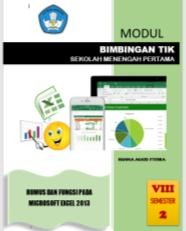 MODUL
BIMBINGAN TIK
SEKOLAH MENENGAH PERTAMA
RUMUS DAN FUNGSI PADA
MICROSOFT EXCEL 2013
VIII
SEMESTER
2